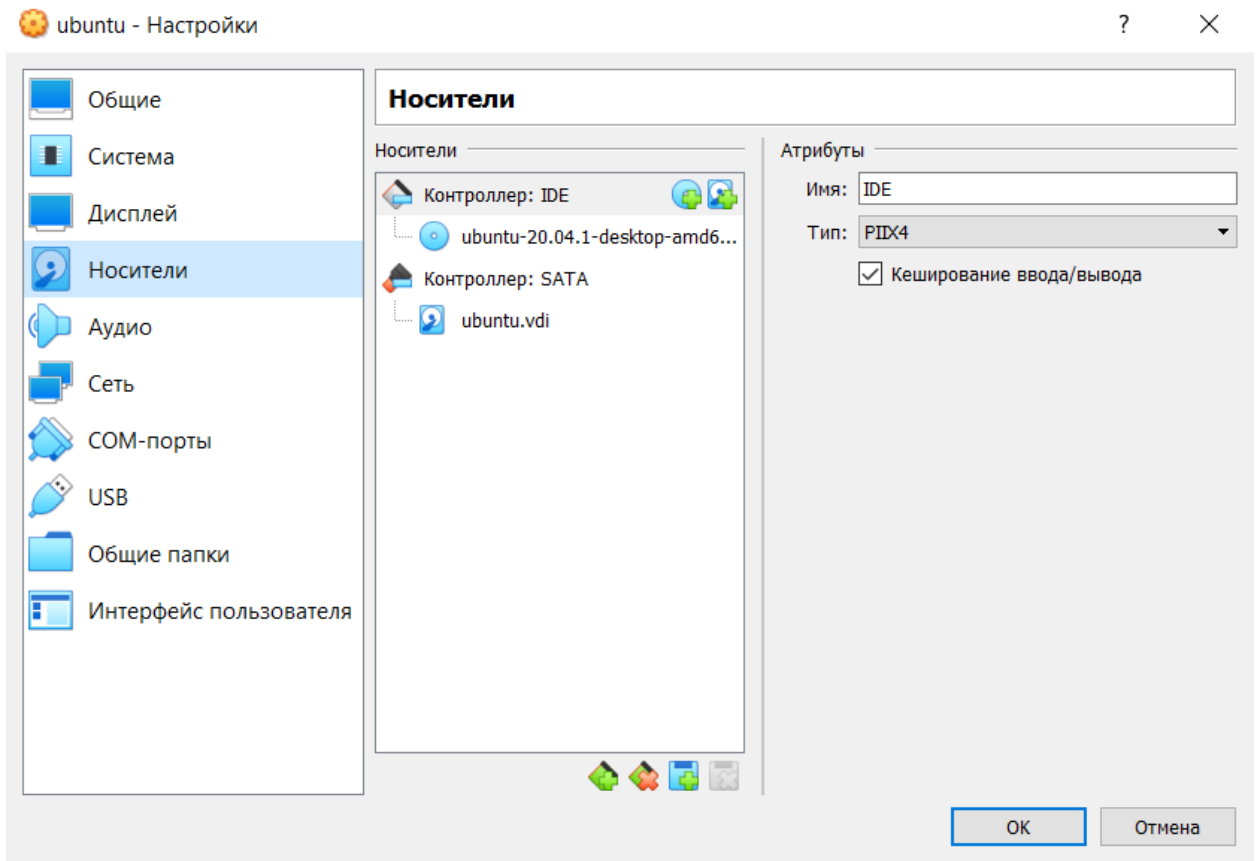 ubuntu - Настройки
?
Общие
Система
Дисплей
Носители
Аудио
Сеть
COM-порты
USB
Общие папки
Интерфейс пользователя
Носители
Носители
Контроллер: IDE
ubuntu-20.04.1-desktop-amd6...
Контроллер: SATA
ubuntu.vdi
Атрибуты
Имя: IDE
Тип: PIIX4
Кеширование ввода/вывода
OK
Отмена